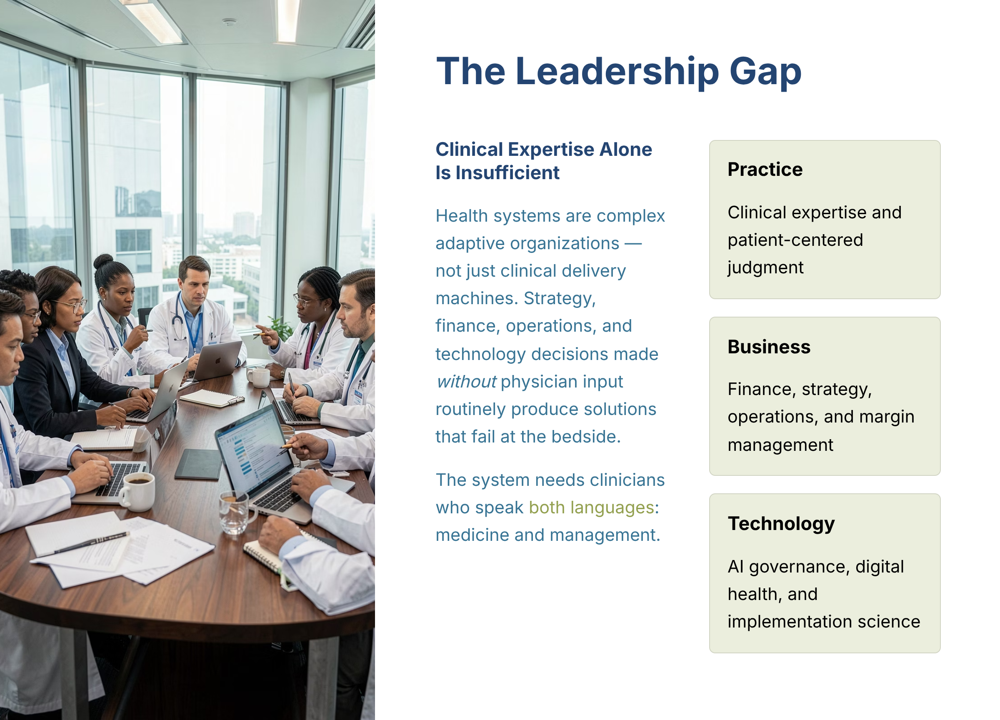 The Leadership Gap
Clinical Expertise Alone
Is Insufficient
Health systems are complex
adaptive organizations —
not just clinical delivery
machines. Strategy,
finance, operations, and
technology decisions made
without physician input
routinely produce solutions
that fail at the bedside.
The system needs clinicians
who speak both languages:
medicine and management.
Practice
Clinical expertise and
patient-centered
judgment
Business
Finance, strategy,
operations, and margin
management
Technology
AI governance, digital
health, and
implementation science